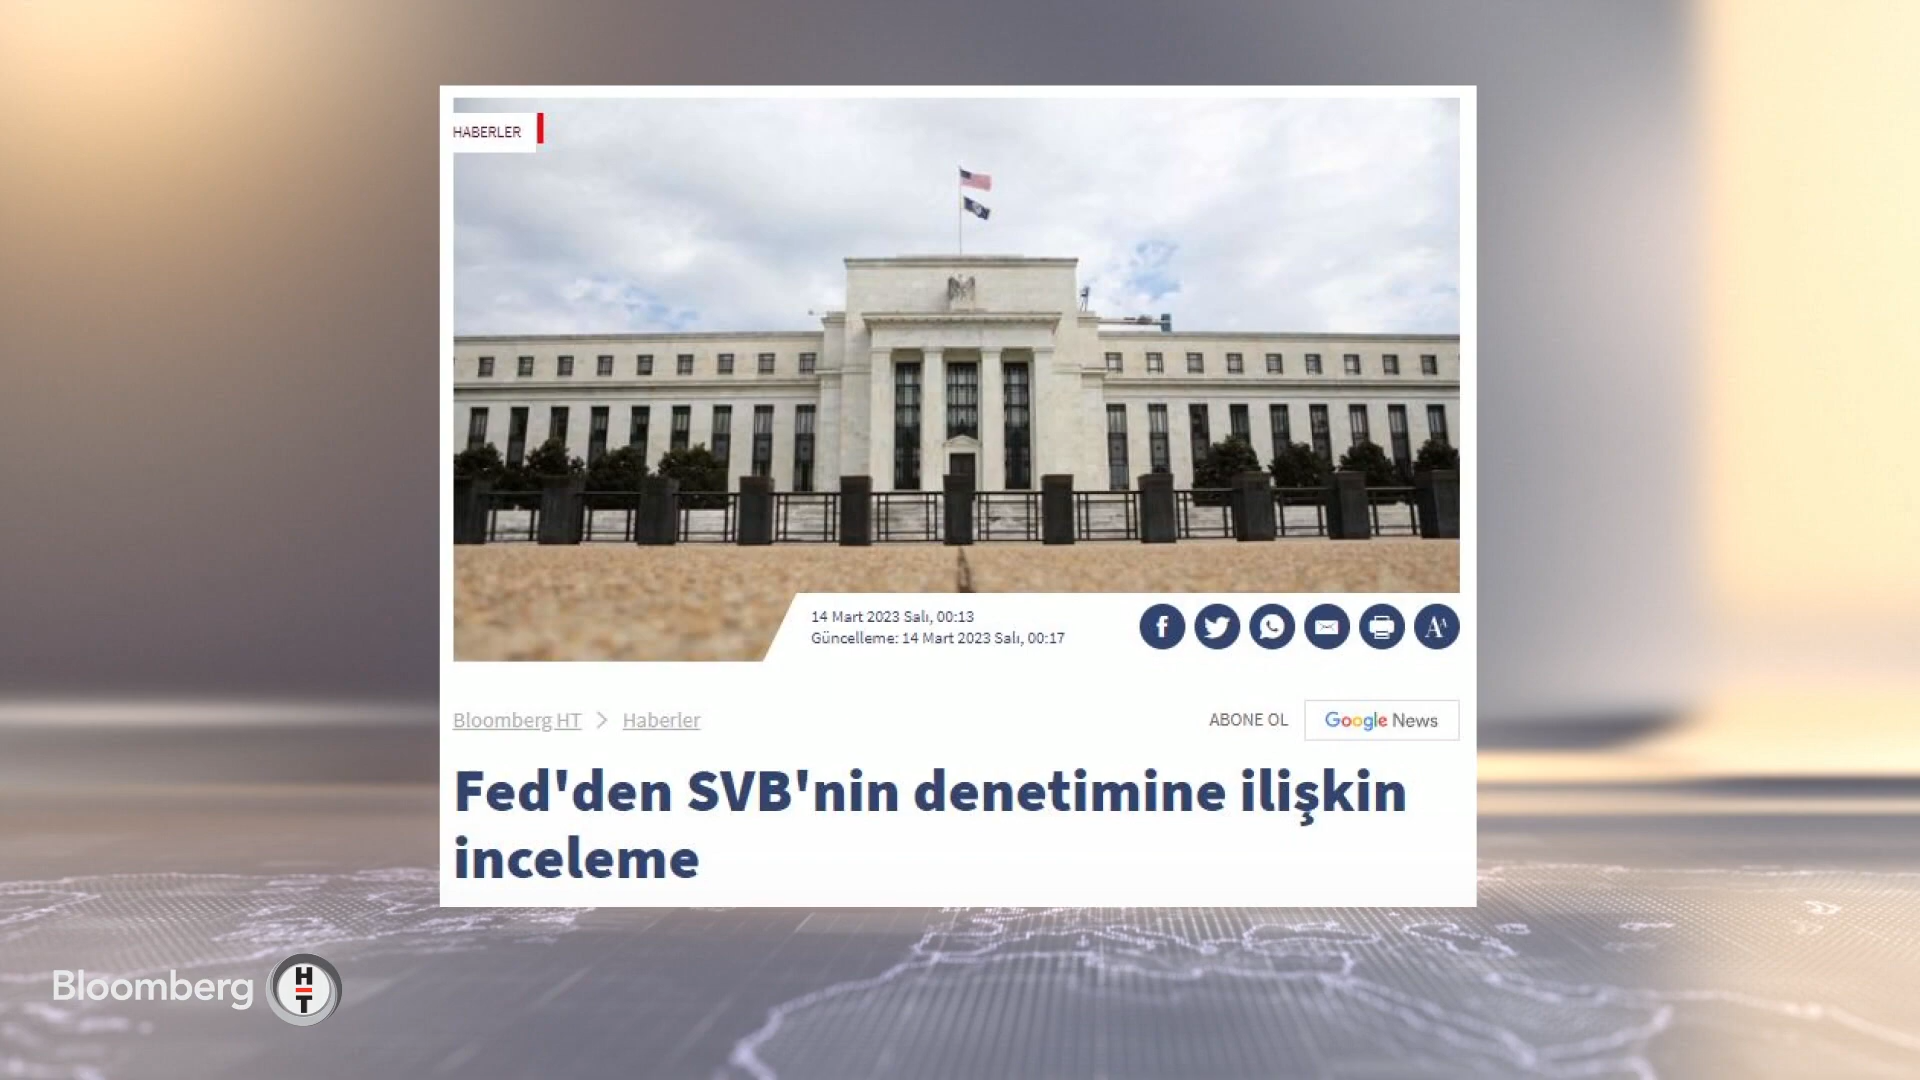 HABERLER
14 Mart 2023 Salı, 00:13
Güncelleme: 14 Mart 2023 Salı, 00:17
Bloomberg HT > Haberler
ABONE OL
Google News
Fed'den SVB'nin denetimine ilişkin
inceleme
Bloomberg HT